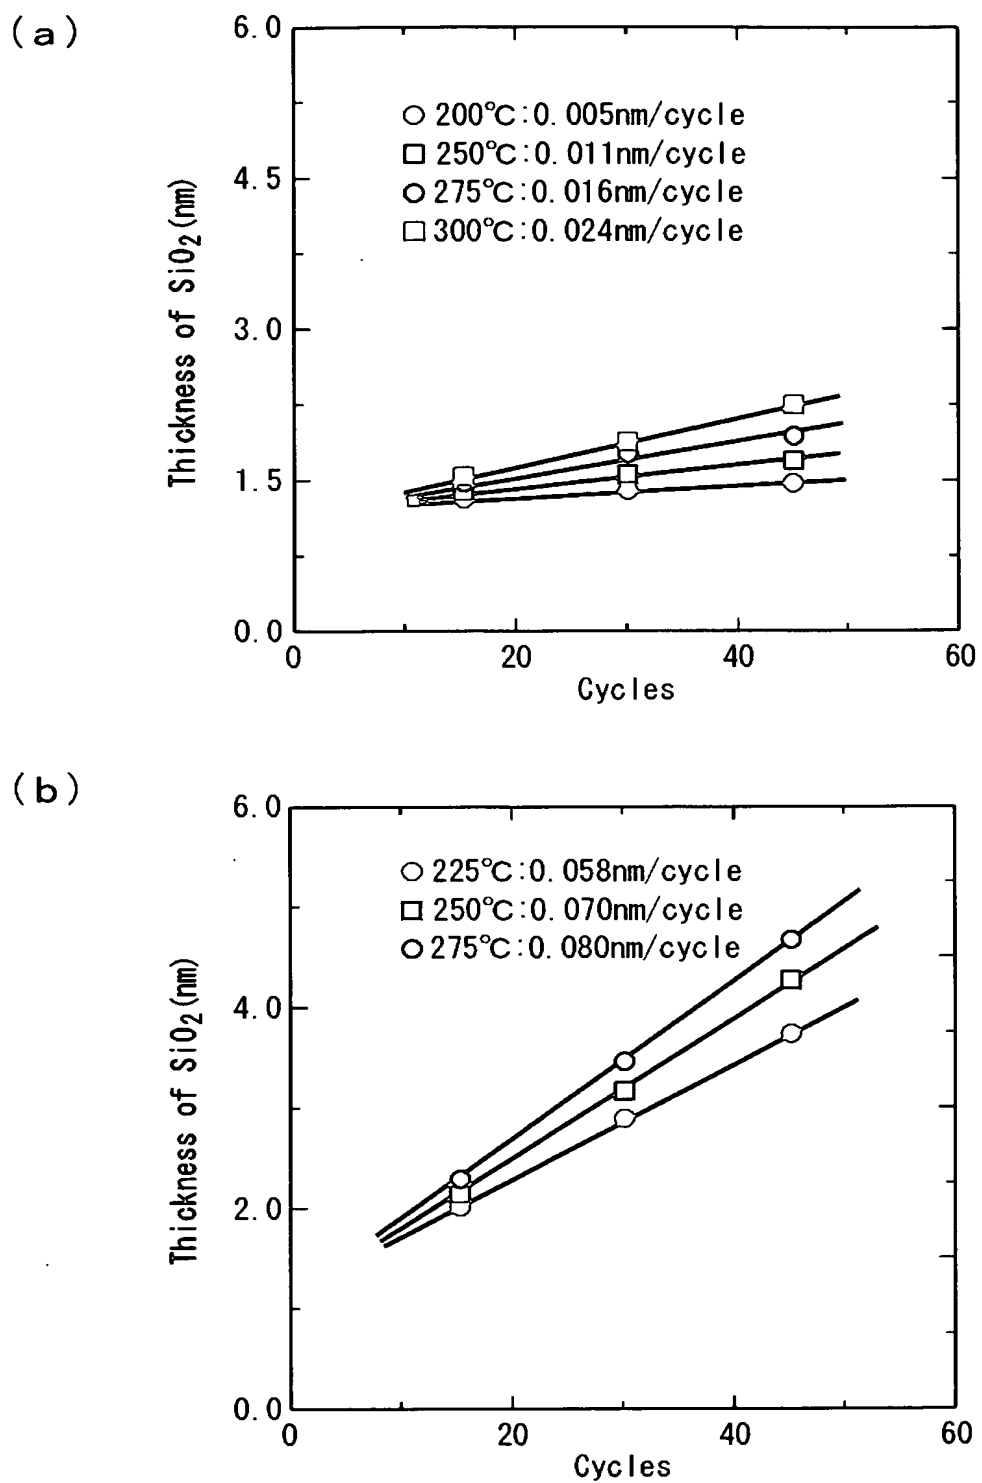 (a)
6.0
4.5
3.0
1.5
0.0
Thickness of SiO₂(nm)
200℃:0.005nm/cycle
250℃:0.011nm/cycle
275℃:0.016nm/cycle
300℃:0.024nm/cycle
0 20 40 60
Cycles
(b)
6.0
4.0
2.0
0.0
Thickness of SiO₂(nm)
225℃:0.058nm/cycle
250℃:0.070nm/cycle
275℃:0.080nm/cycle
0 20 40 60
Cycles